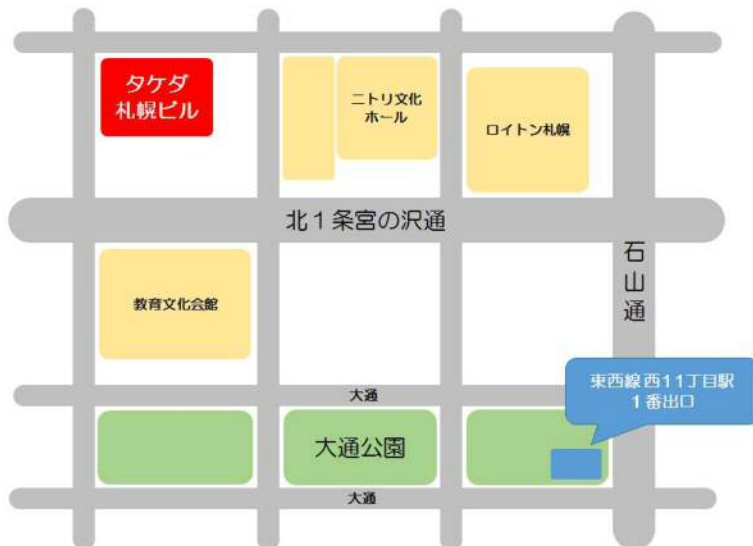 タケダ
札幌ビル
ニトリ文化
ホール
ロイトン札幌
北１条宮の沢通
石山通
教育文化会館
東西線 西１１丁目駅
１番出口
大通
大通公園
大通